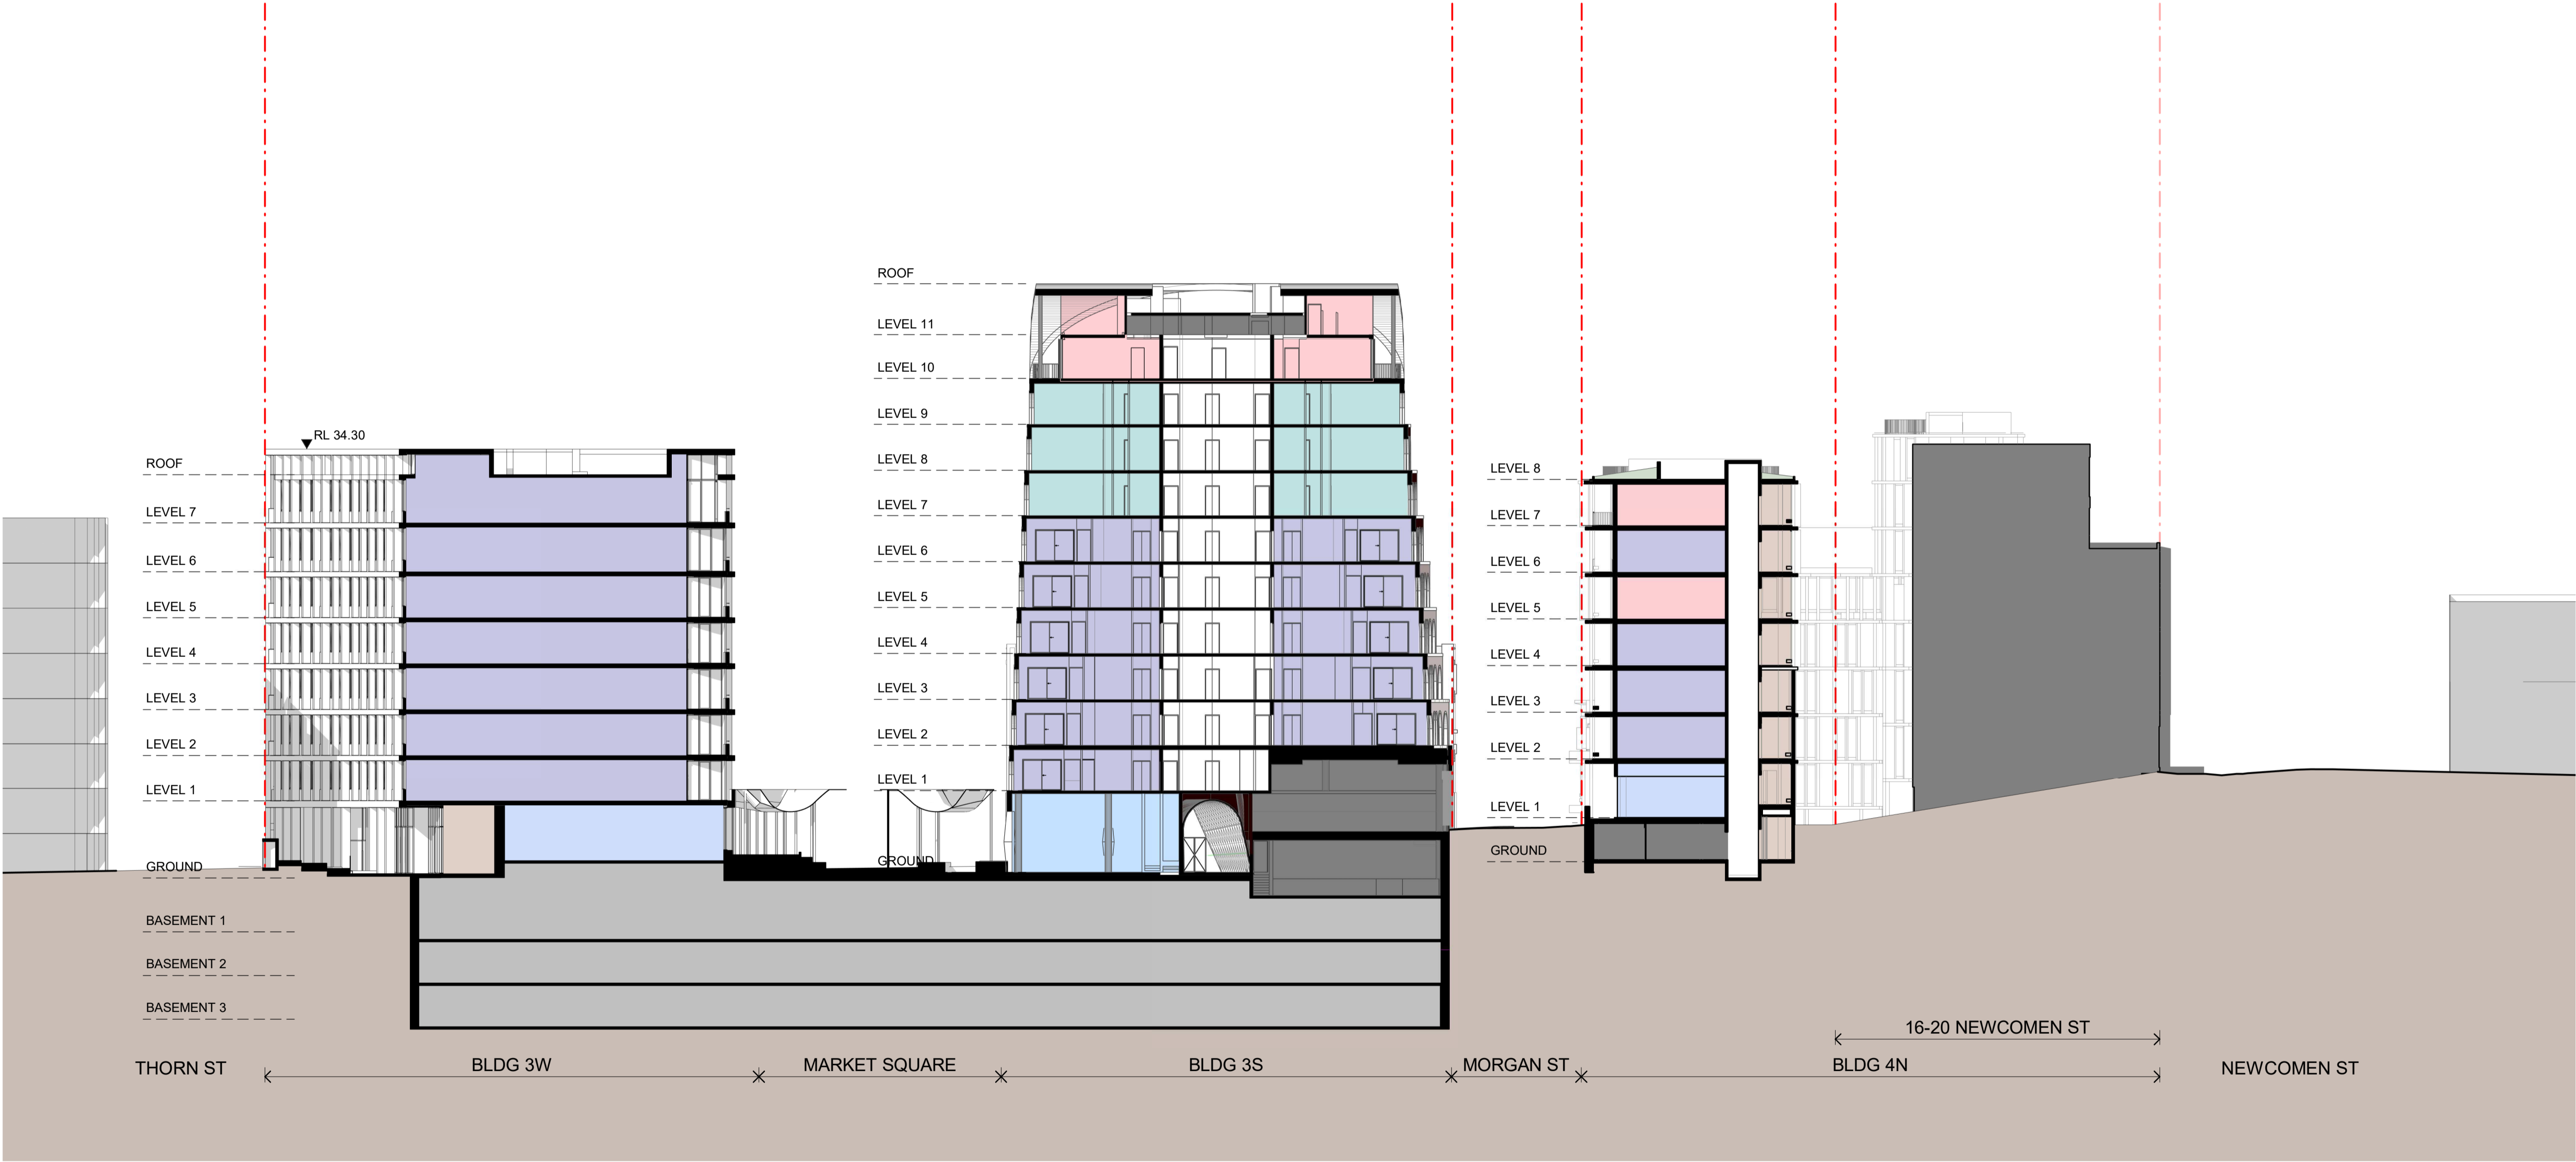 ROOF
LEVEL 11
LEVEL 10
LEVEL 9
LEVEL 8
LEVEL 7
LEVEL 6
LEVEL 5
LEVEL 4
LEVEL 3
LEVEL 2
LEVEL 1
GROUND
RL 34.30
ROOF
LEVEL 7
LEVEL 6
LEVEL 5
LEVEL 4
LEVEL 3
LEVEL 2
LEVEL 1
GROUND
BASEMENT 1
BASEMENT 2
BASEMENT 3
LEVEL 8
LEVEL 7
LEVEL 6
LEVEL 5
LEVEL 4
LEVEL 3
LEVEL 2
LEVEL 1
GROUND
16-20 NEWCOMEN ST
THORN ST
BLDG 3W
MARKET SQUARE
BLDG 3S
MORGAN ST
BLDG 4N
NEWCOMEN ST